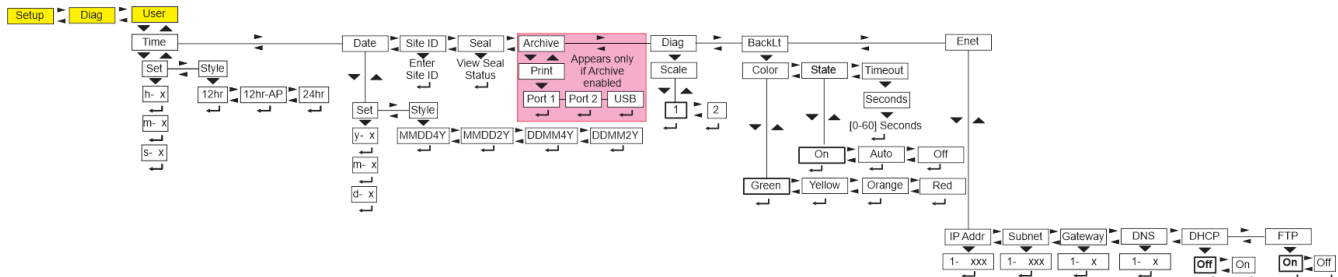 Setup
Diag
User
Time
Date
Site ID
Seal
Archive
Diag
BackLt
Enet
Enter
Site ID
View Seal
Status
Appears only
if Archive
enabled
Set
Style
Print
Scale
Color
State
Timeout
h- x
12hr
12hr-AP
24hr
Port 1
Port 2
USB
1
2
Seconds
Set
Style
m- x
[0-60] Seconds
y- x
MMDD4Y
MMDD2Y
DDMM4Y
DDMM2Y
s- x
On
Auto
Off
m- x
Green
Yellow
Orange
Red
d- x
IP Addr
Subnet
Gateway
DNS
DHCP
FTP
1- xxx
1- xxx
1- x
1- x
Off
On
On
Off